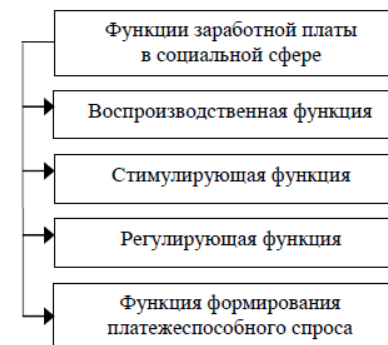 Функции заработной платы
в социальной сфере
Воспроизводственная функция
Стимулирующая функция
Регулирующая функция
Функция формирования
платежеспособного спроса